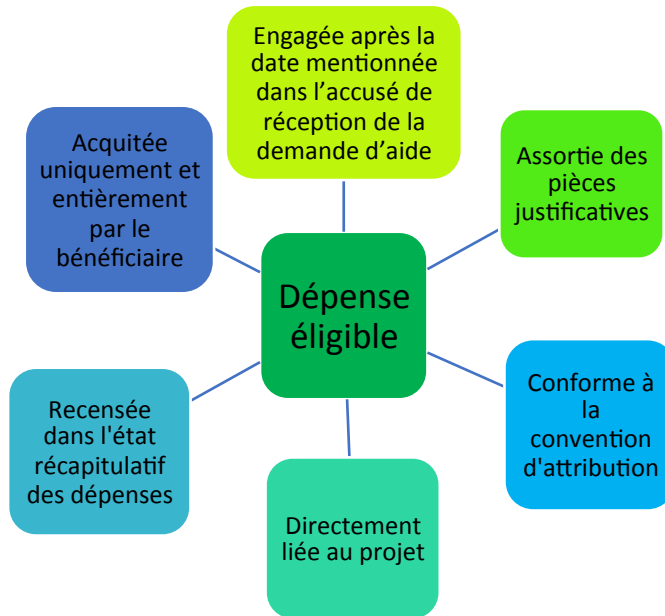 Engagée après la
date mentionnée
dans l'accusé de
réception de la
demande d'aide
Acquitée
uniquement et
entièrement
par le
bénéficiaire
Assortie des
pièces
justificatives
Dépense
éligible
Recensée
dans l'état
récapitulatif
des dépenses
Conforme à
la
convention
d'attribution
Directement
liée au projet